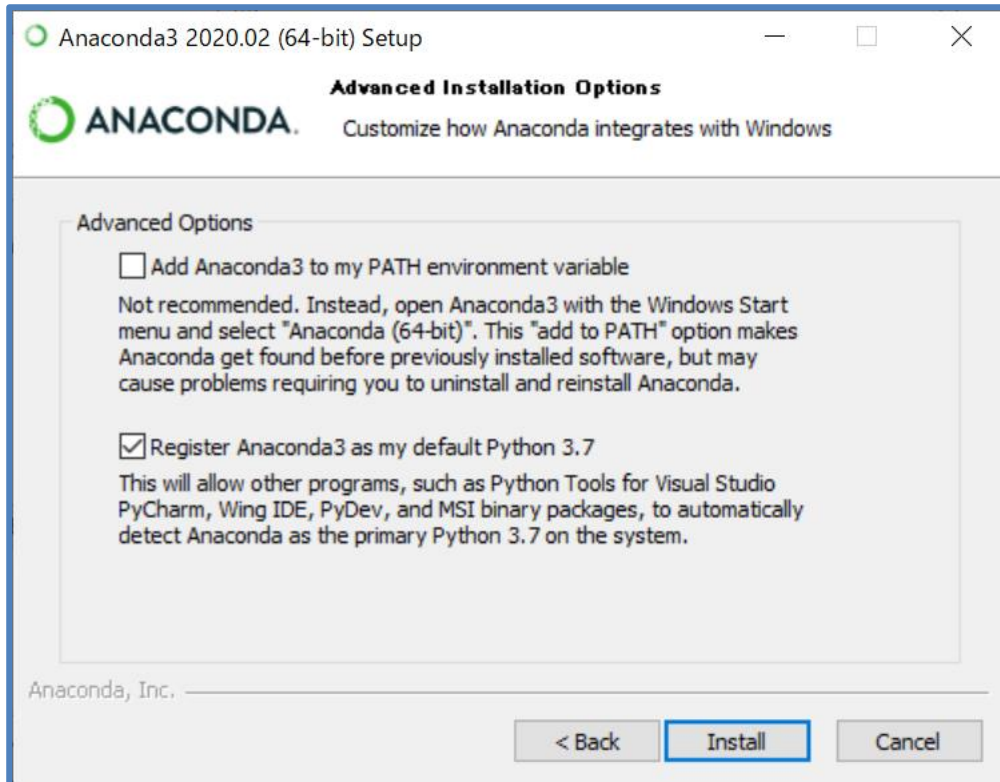 Anaconda3 2020.02 (64-bit) Setup
ANACONDA.
Advanced Installation Options
Customize how Anaconda integrates with Windows
Advanced Options
Add Anaconda3 to my PATH environment variable
Not recommended. Instead, open Anaconda3 with the Windows Start
menu and select "Anaconda (64-bit)". This "add to PATH" option makes
Anaconda get found before previously installed software, but may
cause problems requiring you to uninstall and reinstall Anaconda.
Register Anaconda3 as my default Python 3.7
This will allow other programs, such as Python Tools for Visual Studio
PyCharm, Wing IDE, PyDev, and MSI binary packages, to automatically
detect Anaconda as the primary Python 3.7 on the system.
Anaconda, Inc.
< Back
Install
Cancel